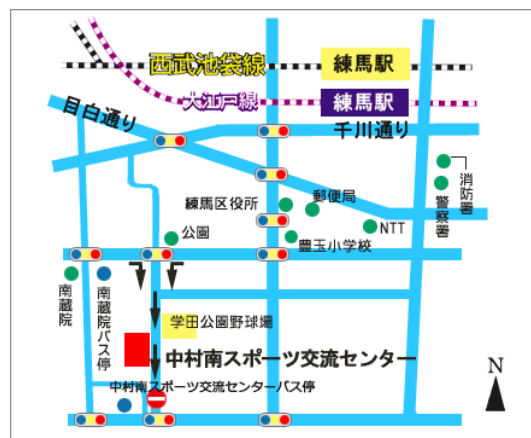 西武池袋線
練馬駅
大江戸線
練馬駅
目白通り
千川通り
消防署
警察署
練馬区役所
郵便局
NTT
公園
豊玉小学校
南蔵院
南蔵院バス停
学田公園野球場
中村南スポーツ交流センター
中村南スポーツ交流センターバス停
N